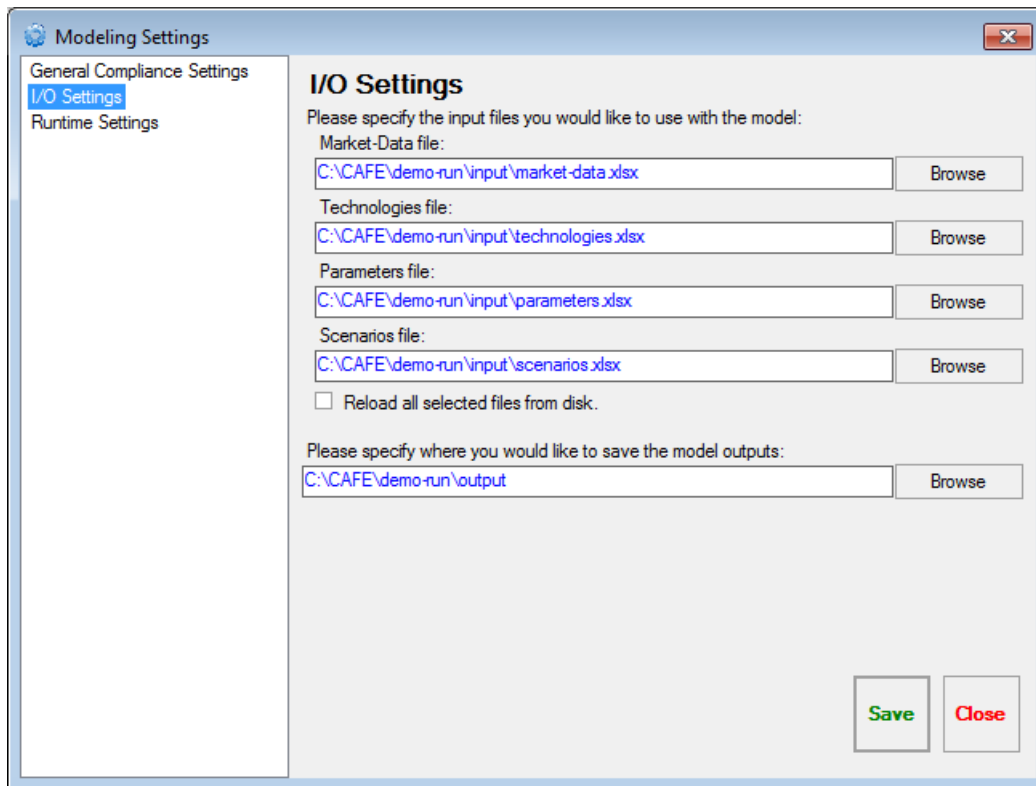 Modeling Settings
General Compliance Settings
I/O Settings
Runtime Settings
I/O Settings
Please specify the input files you would like to use with the model:
Market-Data file:
C:\CAFE\demo-run\input\market-data.xlsx
Browse
Technologies file:
C:\CAFE\demo-run\input\technologies.xlsx
Browse
Parameters file:
C:\CAFE\demo-run\input\parameters.xlsx
Browse
Scenarios file:
C:\CAFE\demo-run\input\scenarios.xlsx
Browse
Reload all selected files from disk.
Please specify where you would like to save the model outputs:
C:\CAFE\demo-run\output
Browse
Save
Close